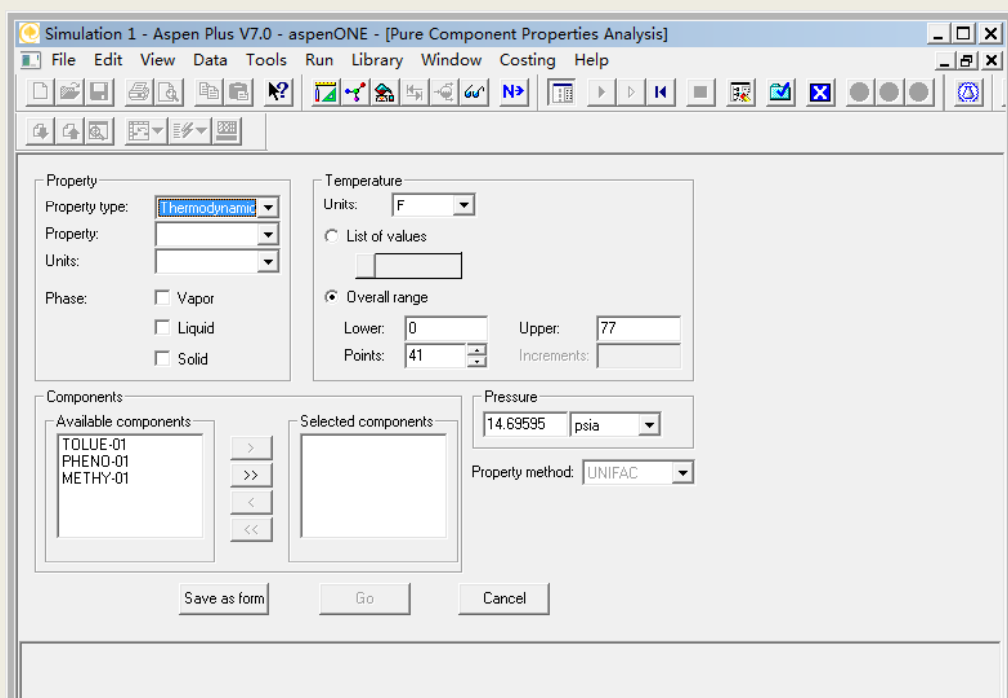 Simulation 1 - Aspen Plus V7.0 - aspenONE - [Pure Component Properties Analysis]
File Edit View Data Tools Run Library Window Costing Help
N
Property
Property type: Thermodynamic
Property:
Units:
Phase: Vapor
Liquid
Solid
Temperature
Units: F
List of values
Overall range
Lower: 0 Upper: 77
Points: 41 Increments:
Components
Available components
TOLUE-01
PHENO-01
METHY-01
>
>>
<
<<
Selected components
Pressure
14.69595 psia
Property method: UNIFAC
Save as form Go Cancel